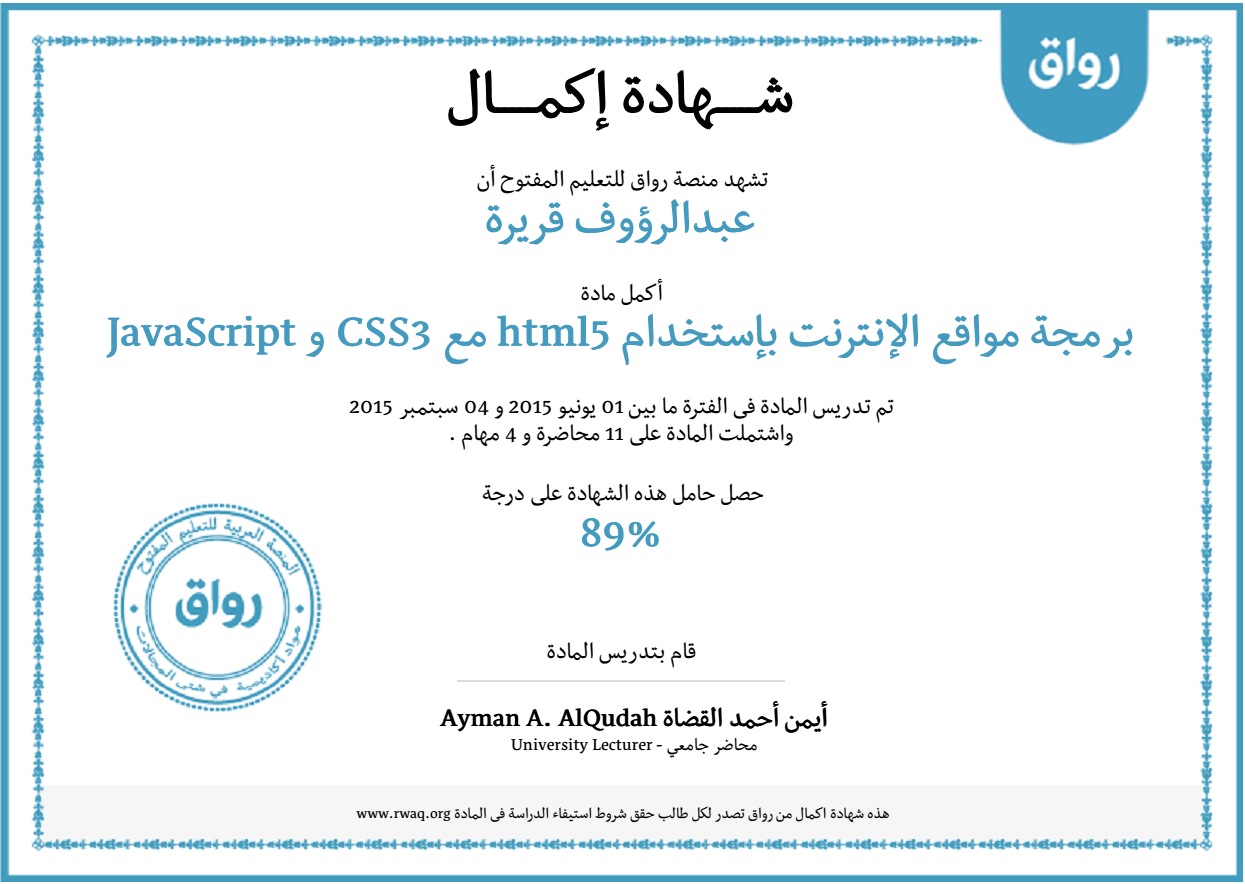 رواق
شـــهادة إكمـــال
تشهد منصة رواق للتعليم المفتوح أن
عبدالرؤوف قريرة
أكمل مادة
برمجة مواقع الإنترنت بإستخدام html5 مع CSS3 و JavaScript
تم تدريس المادة فى الفترة ما بين 01 يونيو 2015 و 04 سبتمبر 2015
واشتملت المادة على 11 محاضرة و 4 مهام .
حصل حامل هذه الشهادة على درجة
89%
المنصة العربية للتعليم المفتوح
رواق
مواد أكاديمية في شتى المجالات
قام بتدريس المادة
أيمن أحمد القضاة Ayman A. AlQudah
محاضر جامعي - University Lecturer
هذه شهادة اكمال من رواق تصدر لكل طالب حقق شروط استيفاء الدراسة فى المادة www.rwaq.org